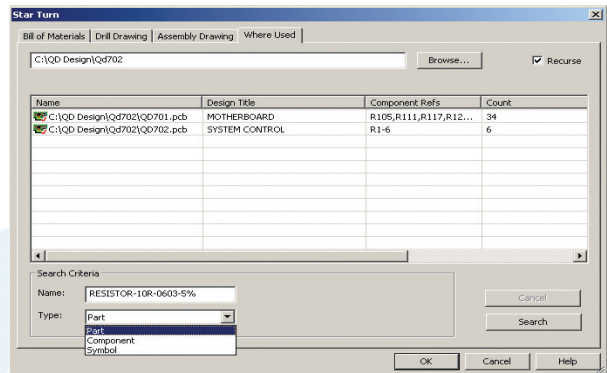 Star Turn
Bill of Materials Drill Drawing Assembly Drawing Where Used
C:\QD Design\Qd702 Browse... Recurse
Name Design Title Component Refs Count
C:\QD Design\Qd702\QD701.pcb MOTHERBOARD R105,R111,R117,R12... 34
C:\QD Design\Qd702\QD702.pcb SYSTEM CONTROL R1-6 6
Search Criteria
Name: RESISTOR-10R-0603-5% Cancel
Type: Part Search
Part
Component
Symbol
OK Cancel Help